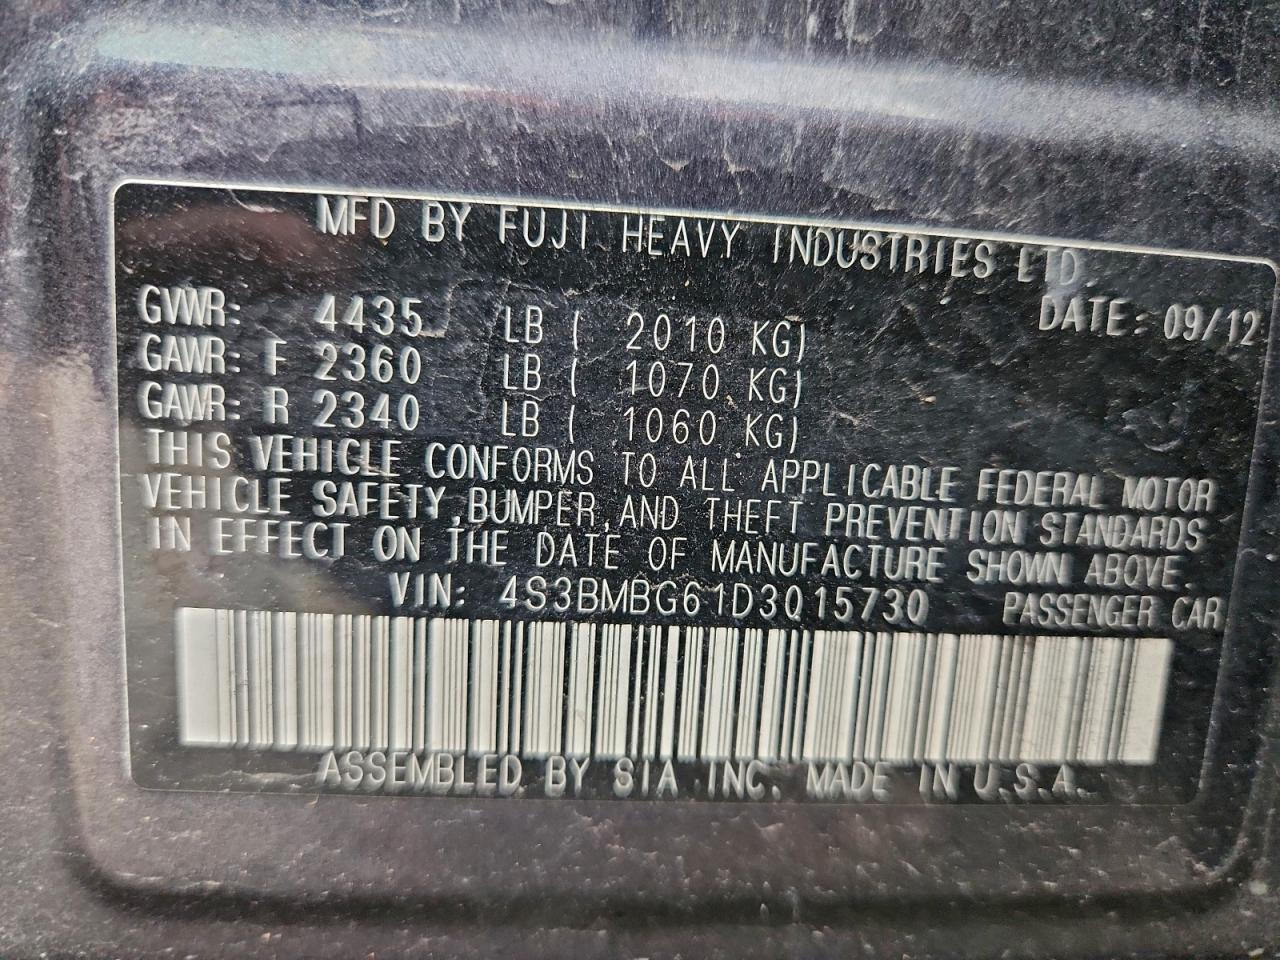 MFD BY FUJI HEAVY INDUSTRIES LTD.
DATE: 09/12
GVWR: 4435 LB ( 2010 KG)
GAWR: F 2360 LB ( 1070 KG)
GAWR: R 2340 LB ( 1060 KG)
THIS VEHICLE CONFORMS TO ALL APPLICABLE FEDERAL MOTOR
VEHICLE SAFETY, BUMPER, AND THEFT PREVENTION STANDARDS
IN EFFECT ON THE DATE OF MANUFACTURE SHOWN ABOVE.
VIN: 4S3BMBG61D3015730 PASSENGER CAR
ASSEMBLED BY SIA INC. MADE IN U.S.A.